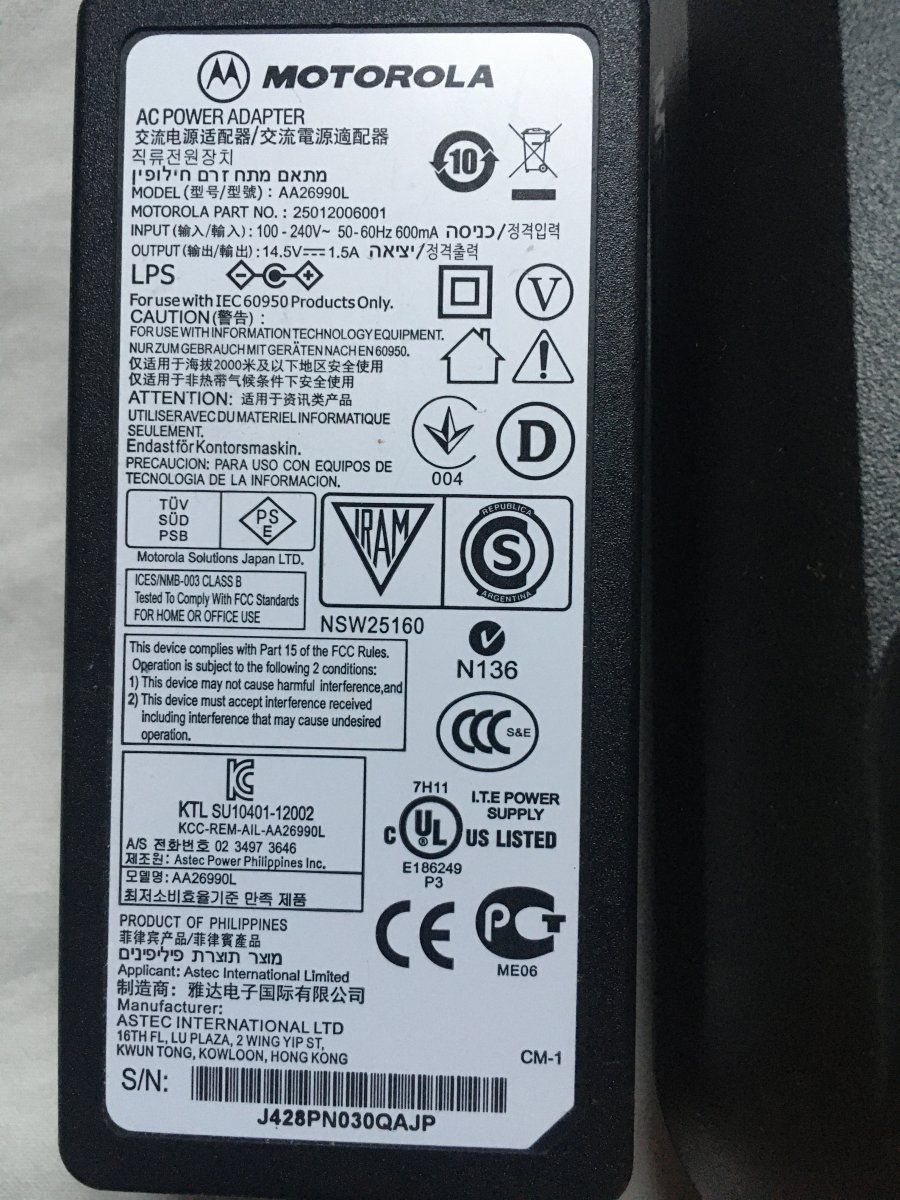 MOTOROLA
AC POWER ADAPTER
交流电源适配器/交流電源適配器
직류전원장치
מתאם מתח זרם חילופין
MODEL (型号/型號) : AA26990L
MOTOROLA PART NO. : 25012006001
INPUT (输入/輸入) : 100 - 240V~ 50-60Hz 600mA כניסה/정격입력
OUTPUT (输出/輸出) : 14.5V⎓1.5A יציאה/정격출력
LPS
10
V
For use with IEC 60950 Products Only.
CAUTION (警告) :
FOR USE WITH INFORMATION TECHNOLOGY EQUIPMENT.
NUR ZUM GEBRAUCH MIT GERÄTEN NACH EN 60950.
仅适用于海拔2000米及以下地区安全使用
仅适用于非热带气候条件下安全使用
ATTENTION: 适用于资讯类产品
UTILISER AVEC DU MATERIEL INFORMATIQUE
SEULEMENT.
Endast för Kontorsmaskin.
PRECAUCION: PARA USO CON EQUIPOS DE
TECNOLOGIA DE LA INFORMACION.
004
D
TÜV
SÜD
PSB
PS
E
Motorola Solutions Japan LTD.
IRAM
REPUBLICA
S
ARGENTINA
ICES/NMB-003 CLASS B
Tested To Comply With FCC Standards
FOR HOME OR OFFICE USE
NSW25160
N136
This device complies with Part 15 of the FCC Rules.
Operation is subject to the following 2 conditions:
1) This device may not cause harmful interference,and
2) This device must accept interference received
including interference that may cause undesired
operation.
CCC S&E
KC
KTL SU10401-12002
KCC-REM-AIL-AA26990L
A/S 전화번호 02 3497 3646
제조원: Astec Power Philippines Inc.
모델명: AA26990L
최저소비효율기준 만족 제품
7H11
I.T.E POWER
SUPPLY
C UL ® US LISTED
E186249
P3
CE
PCT
ME06
PRODUCT OF PHILIPPINES
菲律宾产品/菲律賓產品
מוצר תוצרת פיליפינים
Applicant: Astec International Limited
制造商: 雅达电子国际有限公司
Manufacturer:
ASTEC INTERNATIONAL LTD
16TH FL, LU PLAZA, 2 WING YIP ST,
KWUN TONG, KOWLOON, HONG KONG
CM-1
S/N:
J428PN030QAJP